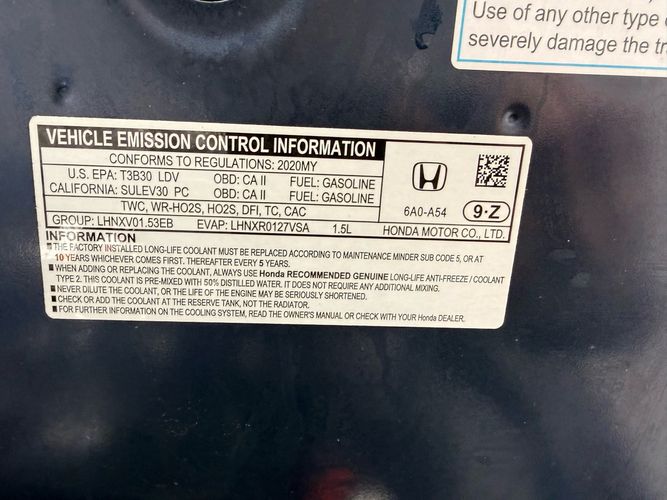 Use of any other type
severely damage the
VEHICLE EMISSION CONTROL INFORMATION
CONFORMS TO REGULATIONS: 2020MY
U.S. EPA: T3B30 LDV OBD: CA II FUEL: GASOLINE
CALIFORNIA: SULEV30 PC OBD: CA II FUEL: GASOLINE
TWC, WR-HO2S, HO2S, DFI, TC, CAC
GROUP: LHNXV01.53EB EVAP: LHNXR0127VSA 1.5L
6A0-A54 9·Z
HONDA MOTOR CO., LTD.
INFORMATION
■ THE FACTORY INSTALLED LONG-LIFE COOLANT MUST BE REPLACED ACCORDING TO MAINTENANCE MINDER SUB CODE 5, OR AT
10 YEARS WHICHEVER COMES FIRST. THEREAFTER EVERY 5 YEARS.
■ WHEN ADDING OR REPLACING THE COOLANT, ALWAYS USE Honda RECOMMENDED GENUINE LONG-LIFE ANTI-FREEZE / COOLANT
TYPE 2. THIS COOLANT IS PRE-MIXED WITH 50% DISTILLED WATER. IT DOES NOT REQUIRE ANY ADDITIONAL MIXING.
■ NEVER DILUTE THE COOLANT, OR THE LIFE OF THE ENGINE MAY BE SERIOUSLY SHORTENED.
■ CHECK OR ADD THE COOLANT AT THE RESERVE TANK, NOT THE RADIATOR.
■ FOR FURTHER INFORMATION ON THE COOLING SYSTEM, READ THE OWNER'S MANUAL OR CHECK WITH YOUR Honda DEALER.